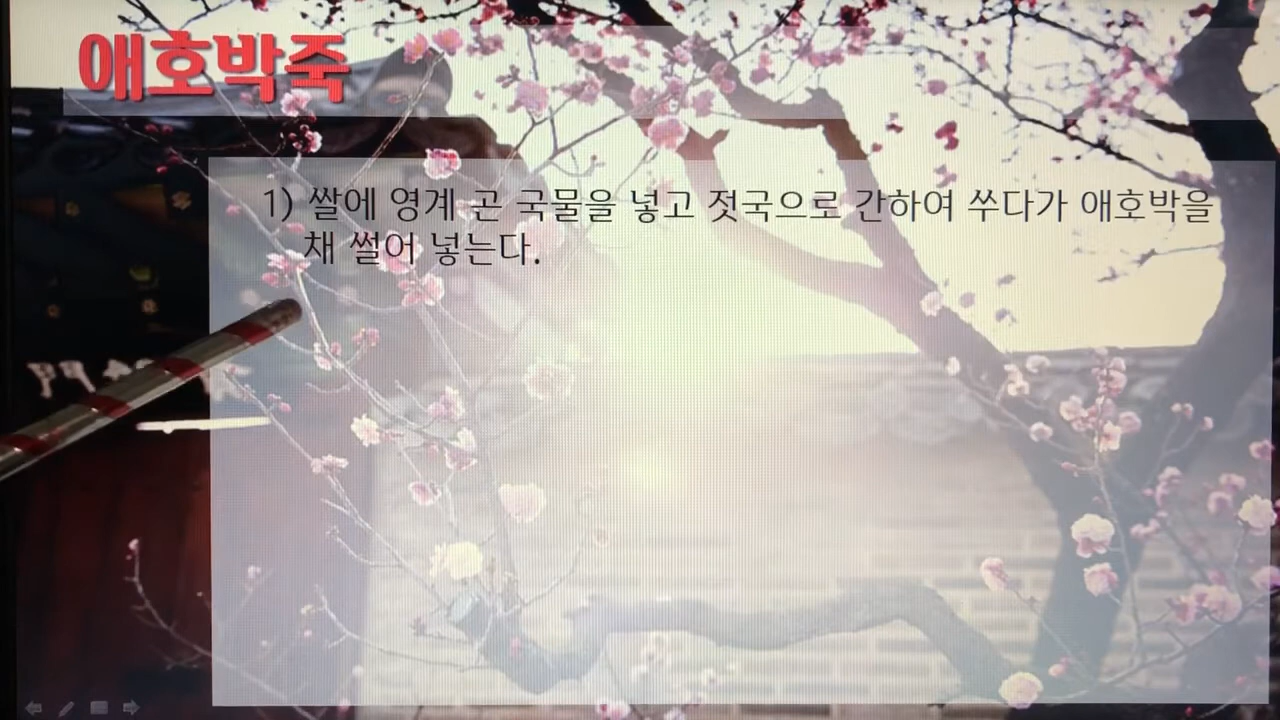 애호박죽
1) 쌀에 영계 곤 국물을 넣고 젓국으로 간하여 쑤다가 애호박을
채 썰어 넣는다.